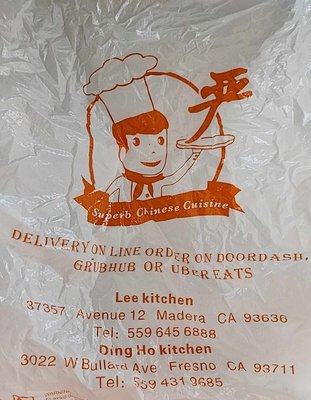 严
Superb Chinese Cuisine
DELIVERY ON LINE ORDER ON DOORDASH,
GRUBHUB OR UBER EATS
Lee kitchen
37357 Avenue 12 Madera CA 93636
Tel: 559 645 6888
Ding Ho kitchen
3022 W Bullard Ave Fresno CA 93711
Tel: 559 431 9685